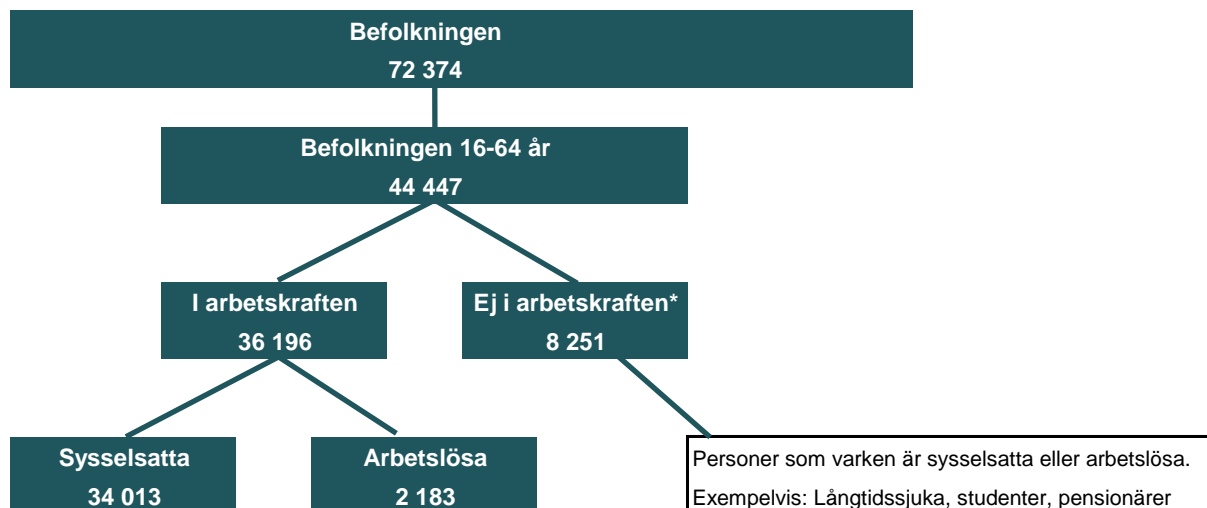 Befolkningen
72 374
Befolkningen 16-64 år
44 447
I arbetskraften
36 196
Ej i arbetskraften*
8 251
Sysselsatta
34 013
Arbetslösa
2 183
Personer som varken är sysselsatta eller arbetslösa.
Exempelvis: Långtidssjuka, studenter, pensionärer